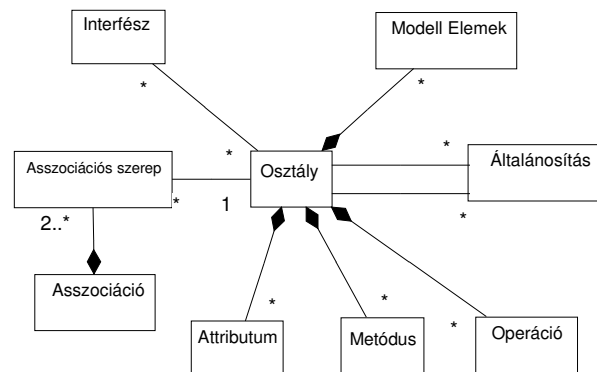 Interfész
Modell Elemek
*
*
*
*
Asszociációs szerep
Osztály
Általánosítás
*
1
*
2..*
Asszociáció
*
*
*
Attributum
Metódus
Operáció